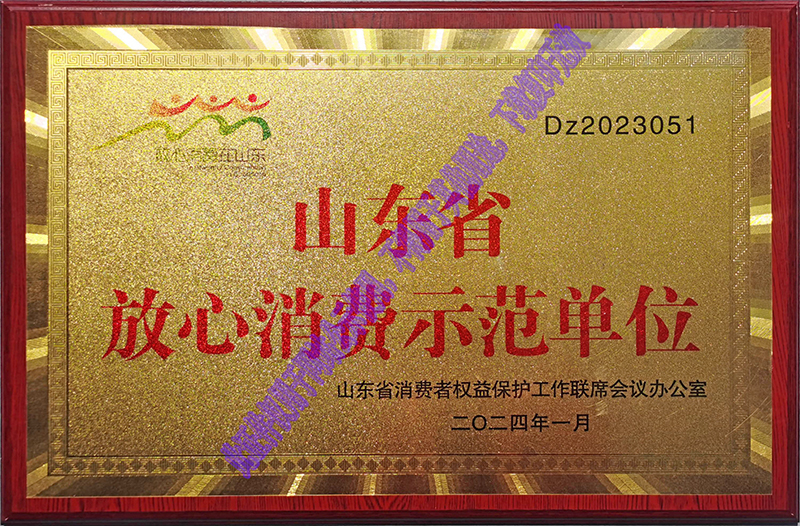 Dz2023051
放心消费在山东
山东省
放心消费示范单位
山东省消费者权益保护工作联席会议办公室
二〇二四年一月